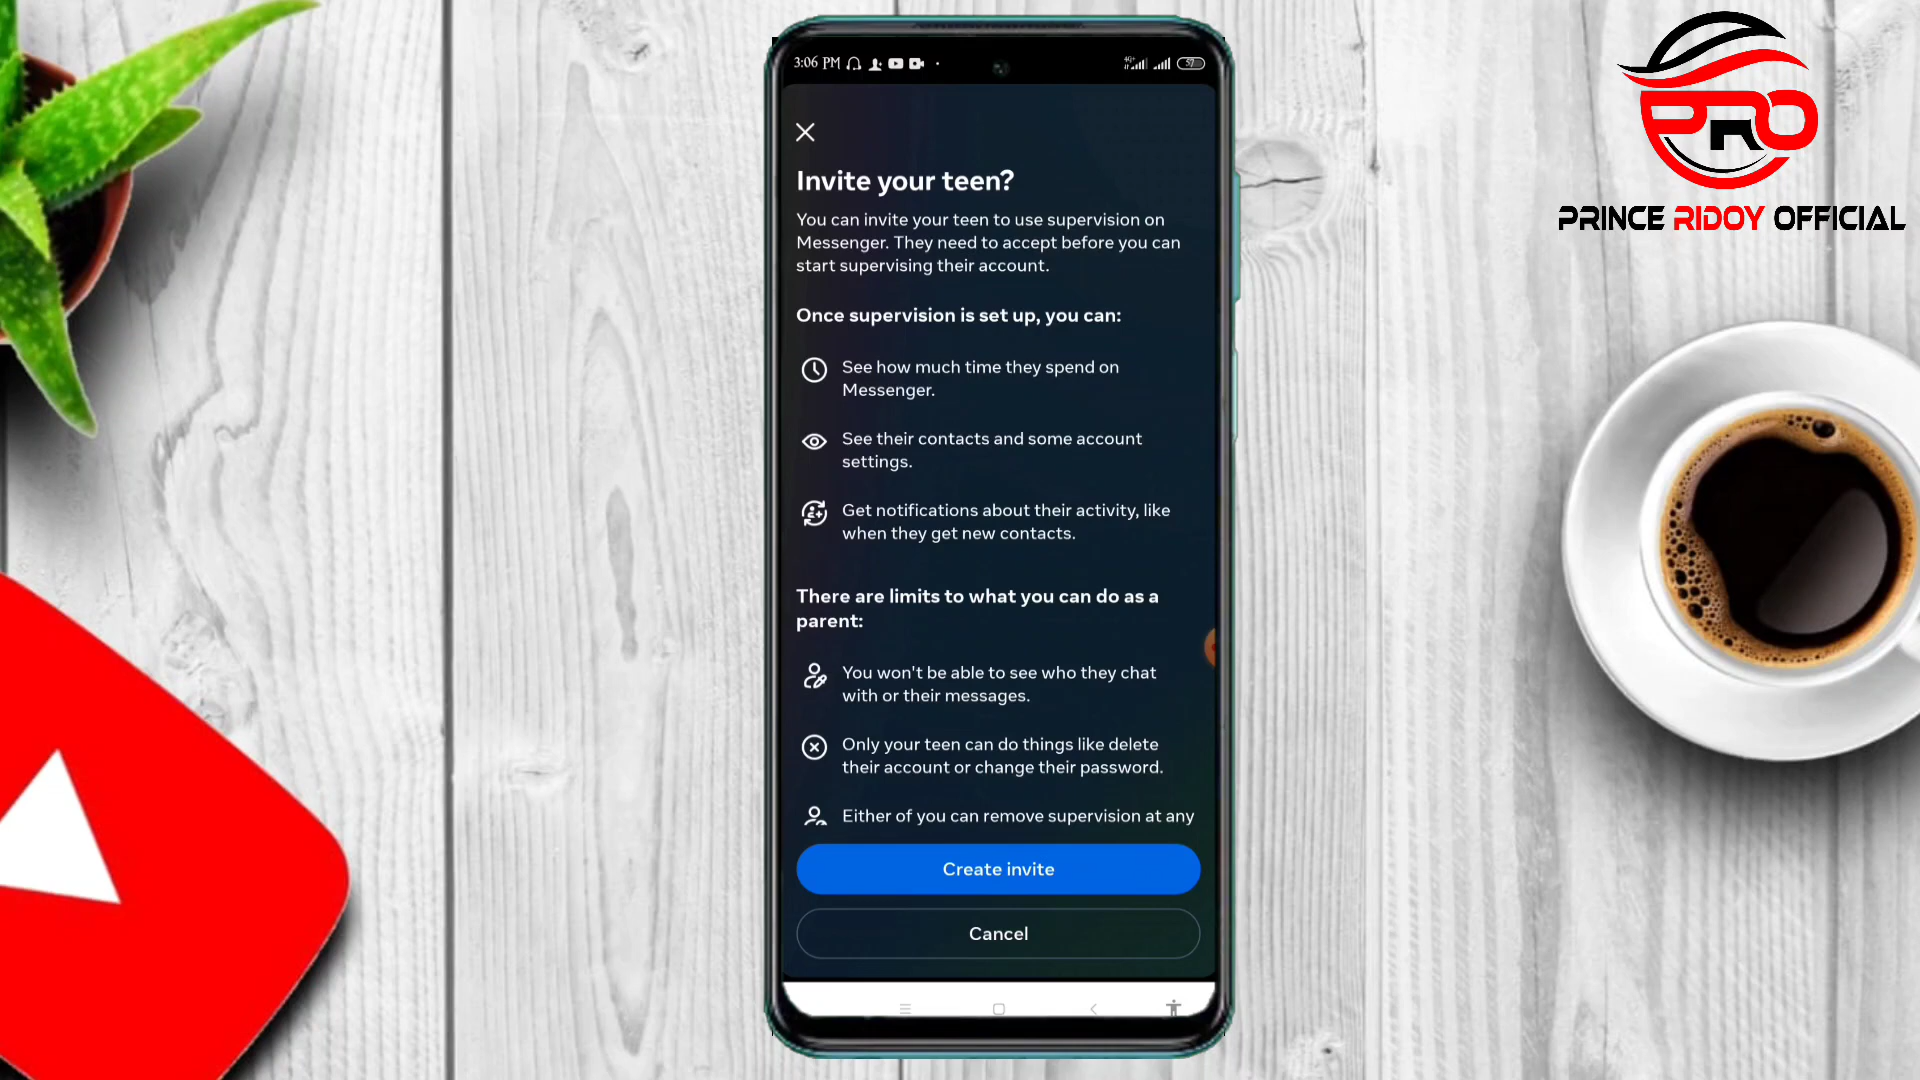 3:06 PM
4G+
57
Invite your teen?
You can invite your teen to use supervision on
Messenger. They need to accept before you can
start supervising their account.
Once supervision is set up, you can:
See how much time they spend on
Messenger.
See their contacts and some account
settings.
Get notifications about their activity, like
when they get new contacts.
There are limits to what you can do as a
parent:
You won't be able to see who they chat
with or their messages.
Only your teen can do things like delete
their account or change their password.
Either of you can remove supervision at any
Create invite
Cancel
PRO
PRINCE RIDOY OFFICIAL